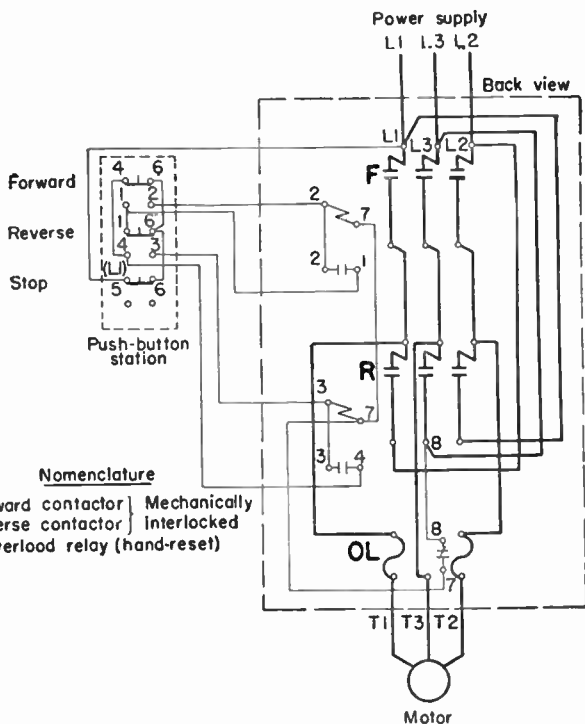 Power supply
L1 L3 L2
Back view
L1 L3 L2
F
Forward
4 6
1 2
Reverse
1 6
4 3
(L1)
Stop
5 6
Push-button
station
2
7
2 1
R
3
7
3 4
8
Nomenclature
ward contactor } Mechanically
erse contactor } interlocked
verlood relay (hand-reset)
OL
8
7
T1 T3 T2
Motor